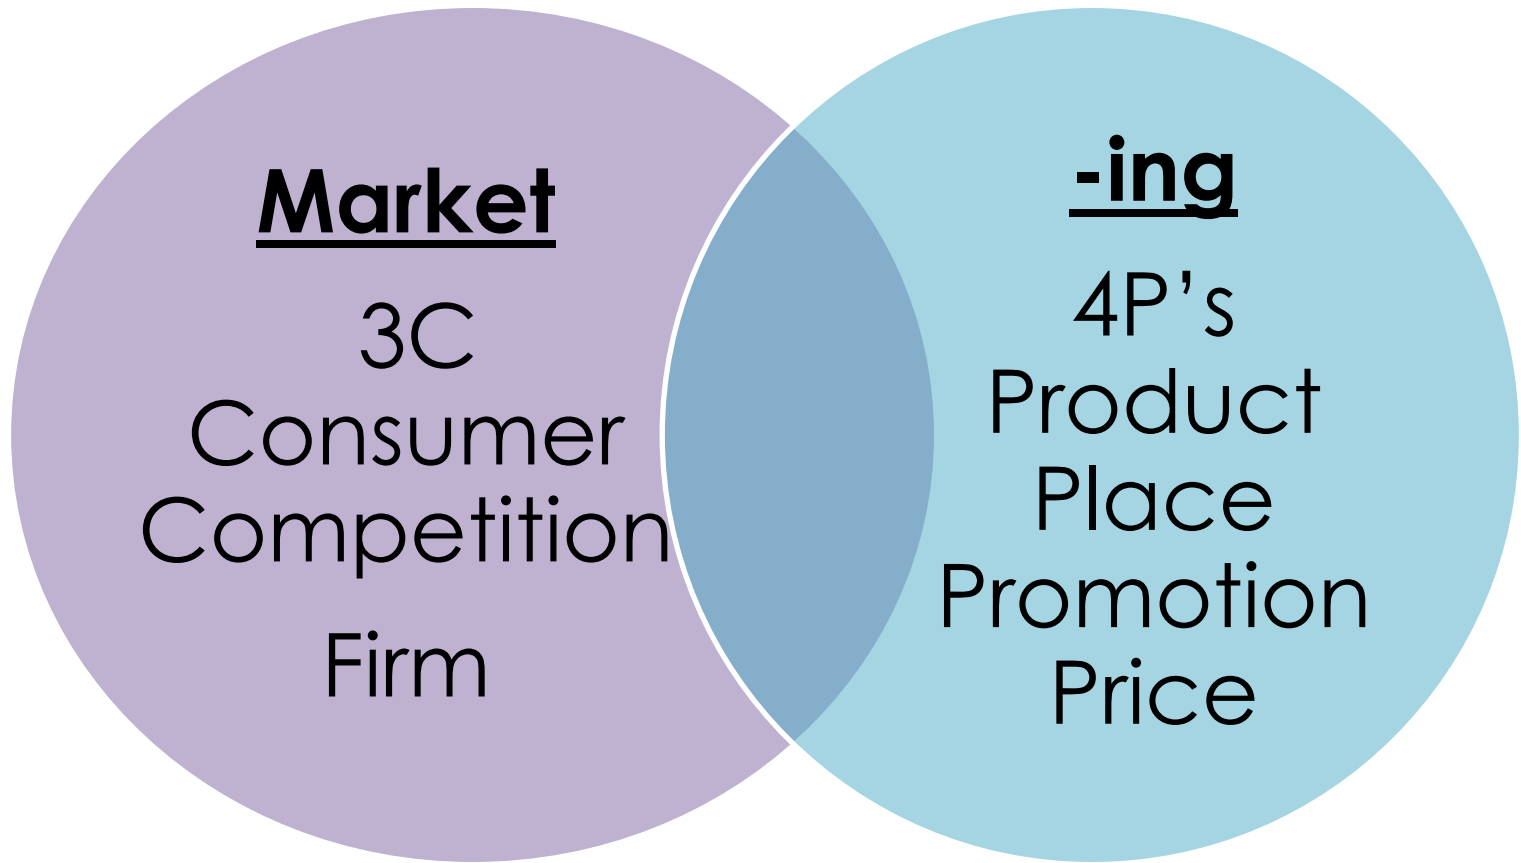 Market
3C
Consumer
Competition
Firm
-ing
4P’s
Product
Place
Promotion
Price